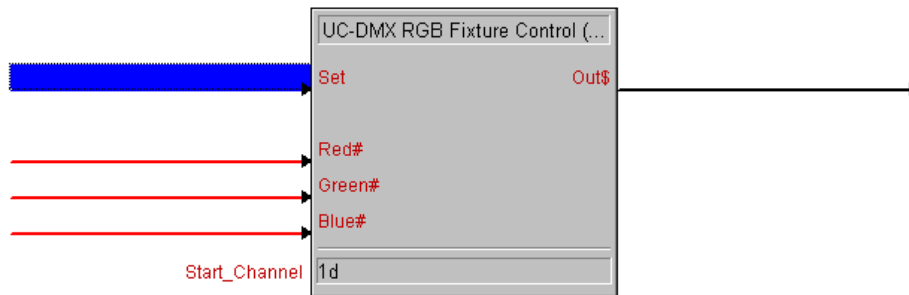 UC-DMX RGB Fixture Control (...
Set Out$
Red#
Green#
Blue#
Start_Channel 1d